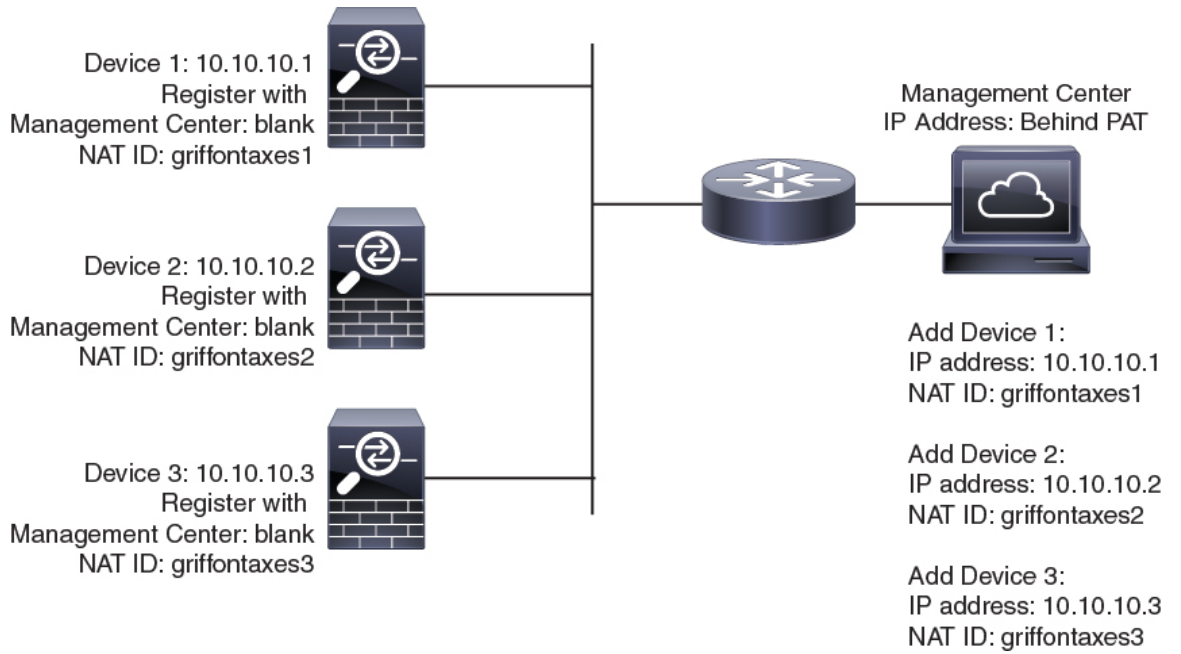 Device 1: 10.10.10.1
Register with
Management Center: blank
NAT ID: griffontaxes1
Management Center
IP Address: Behind PAT
Device 2: 10.10.10.2
Register with
Management Center: blank
NAT ID: griffontaxes2
Device 3: 10.10.10.3
Register with
Management Center: blank
NAT ID: griffontaxes3
Add Device 1:
IP address: 10.10.10.1
NAT ID: griffontaxes1
Add Device 2:
IP address: 10.10.10.2
NAT ID: griffontaxes2
Add Device 3:
IP address: 10.10.10.3
NAT ID: griffontaxes3